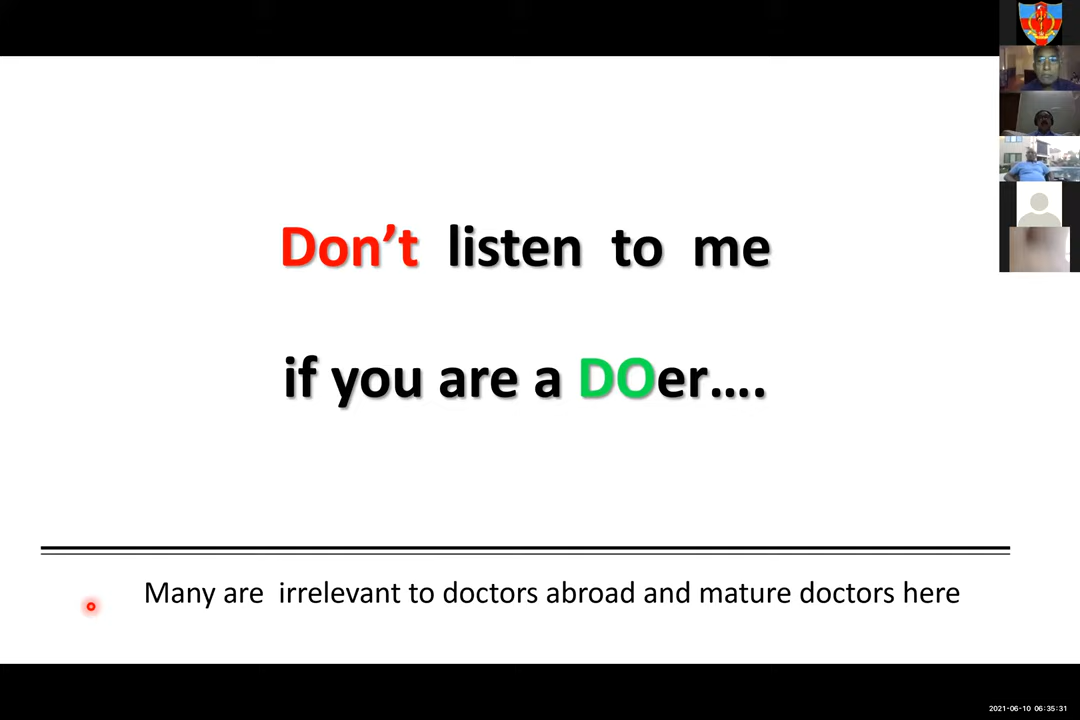 Don’t listen to me
if you are a DOer....
Many are irrelevant to doctors abroad and mature doctors here
2021-06-10 06:35:31